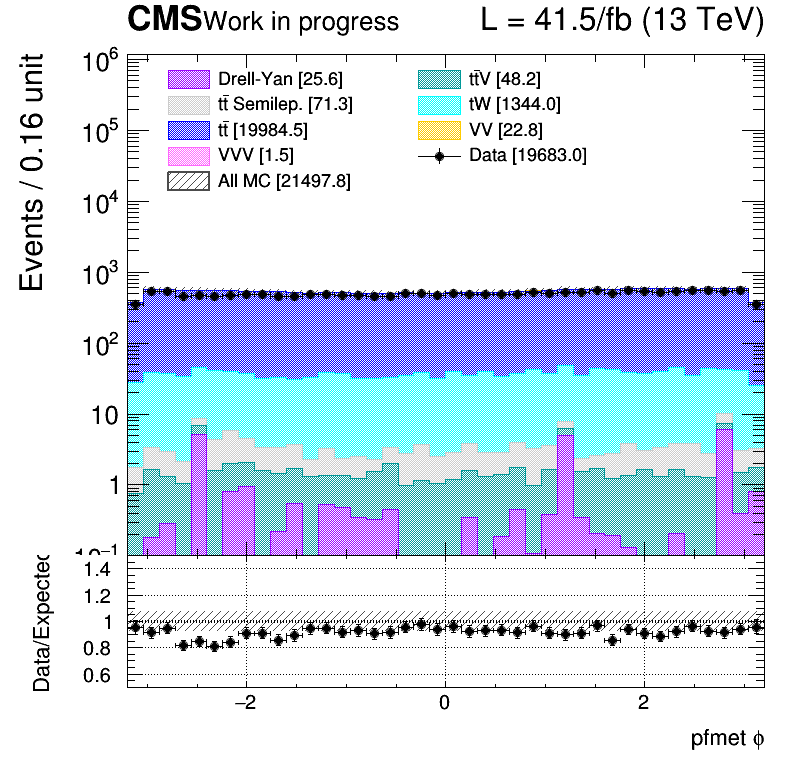 CMS Work in progress L = 41.5/fb (13 TeV)
Events / 0.16 unit
10⁶
10⁵
10⁴
10³
10²
10
1
10⁻¹
Drell-Yan [25.6]
tt̄V [48.2]
tt̄ Semilep. [71.3]
tW [1344.0]
tt̄ [19984.5]
VV [22.8]
VVV [1.5]
Data [19683.0]
All MC [21497.8]
Data/Expected
1.4
1.2
1
0.8
0.6
−2 0 2
pfmet ϕ